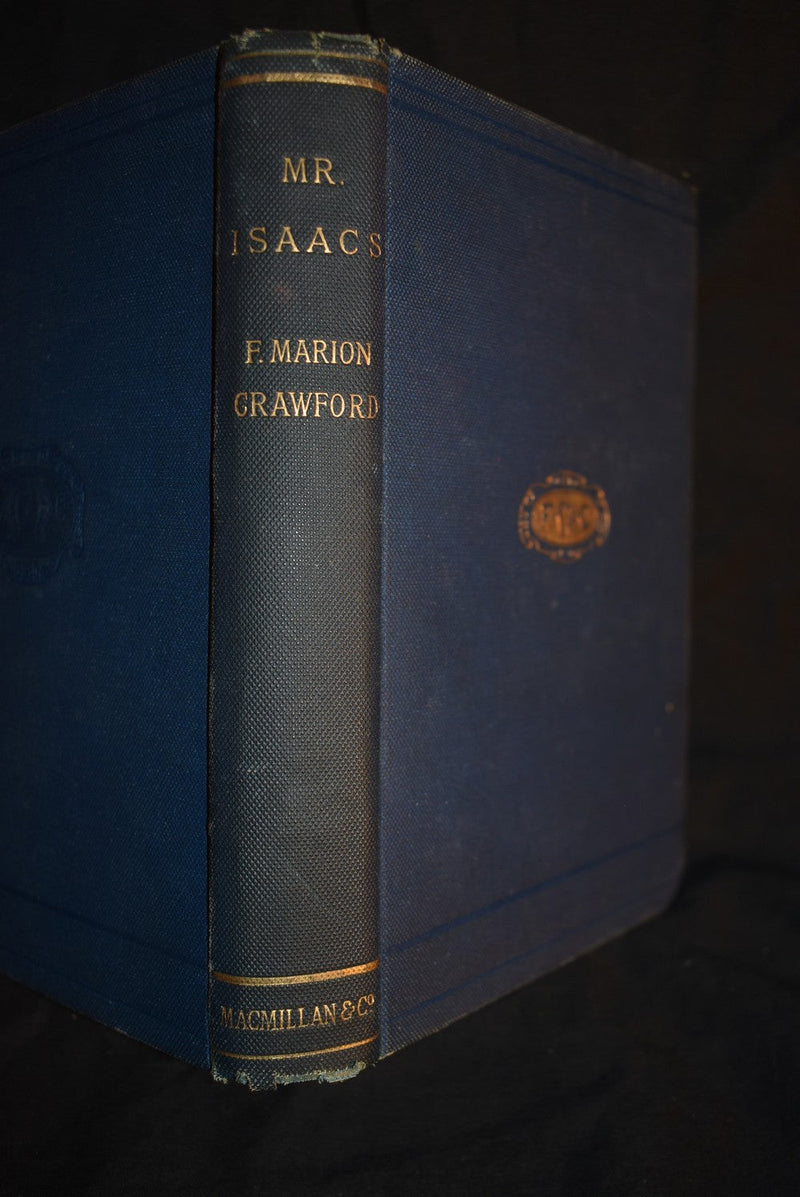 MR.
ISAACS
F. MARION
CRAWFORD
MACMILLAN & Cº